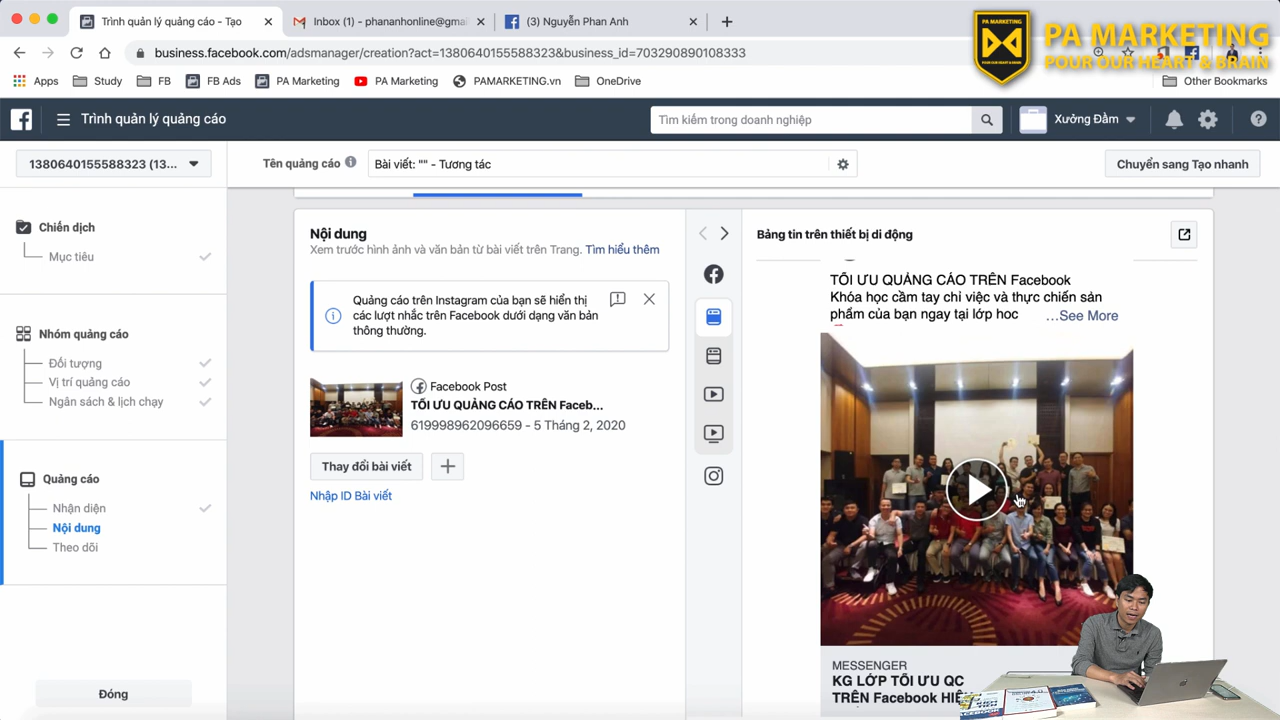 Trình quản lý quảng cáo - Tạo
Inbox (1) - phananhonline@gmai
(3) Nguyễn Phan Anh
business.facebook.com/adsmanager/creation?act=1380640155588323&business_id=703290890108333
Apps
Study
FB
FB Ads
PA Marketing
PA MARKETING
OneDrive
Other Bookmarks
PA MARKETING
PA MARKETING
POUR OUR HEART & BRAIN
Trình quản lý quảng cáo
Tìm kiếm trong doanh nghiệp
Xưởng Đầm
1380640155588323 (13...
Tên quảng cáo
Bài viết: "" - Tương tác
Chuyển sang Tạo nhanh
Chiến dịch
Mục tiêu
Nhóm quảng cáo
Đối tượng
Vị trí quảng cáo
Ngân sách & lịch chạy
Quảng cáo
Nhận diện
Nội dung
Theo dõi
Đóng
Nội dung
Xem trước hình ảnh và văn bản từ bài viết trên Trang. Tìm hiểu thêm
Quảng cáo trên Instagram của bạn sẽ hiển thị
các lượt nhắc trên Facebook dưới dạng văn bản
thông thường.
Facebook Post
TỐI ƯU QUẢNG CÁO TRÊN Faceb...
619998962096659 - 5 Tháng 2, 2020
Thay đổi bài viết
Nhập ID Bài viết
Bảng tin trên thiết bị di động
TỐI ƯU QUẢNG CÁO TRÊN Facebook
Khóa học cầm tay chỉ việc và thực chiến sản
phẩm của bạn ngay tại lớp học
...See More
MESSENGER
KG LỚP TỐI ƯU QC
TRÊN Facebook